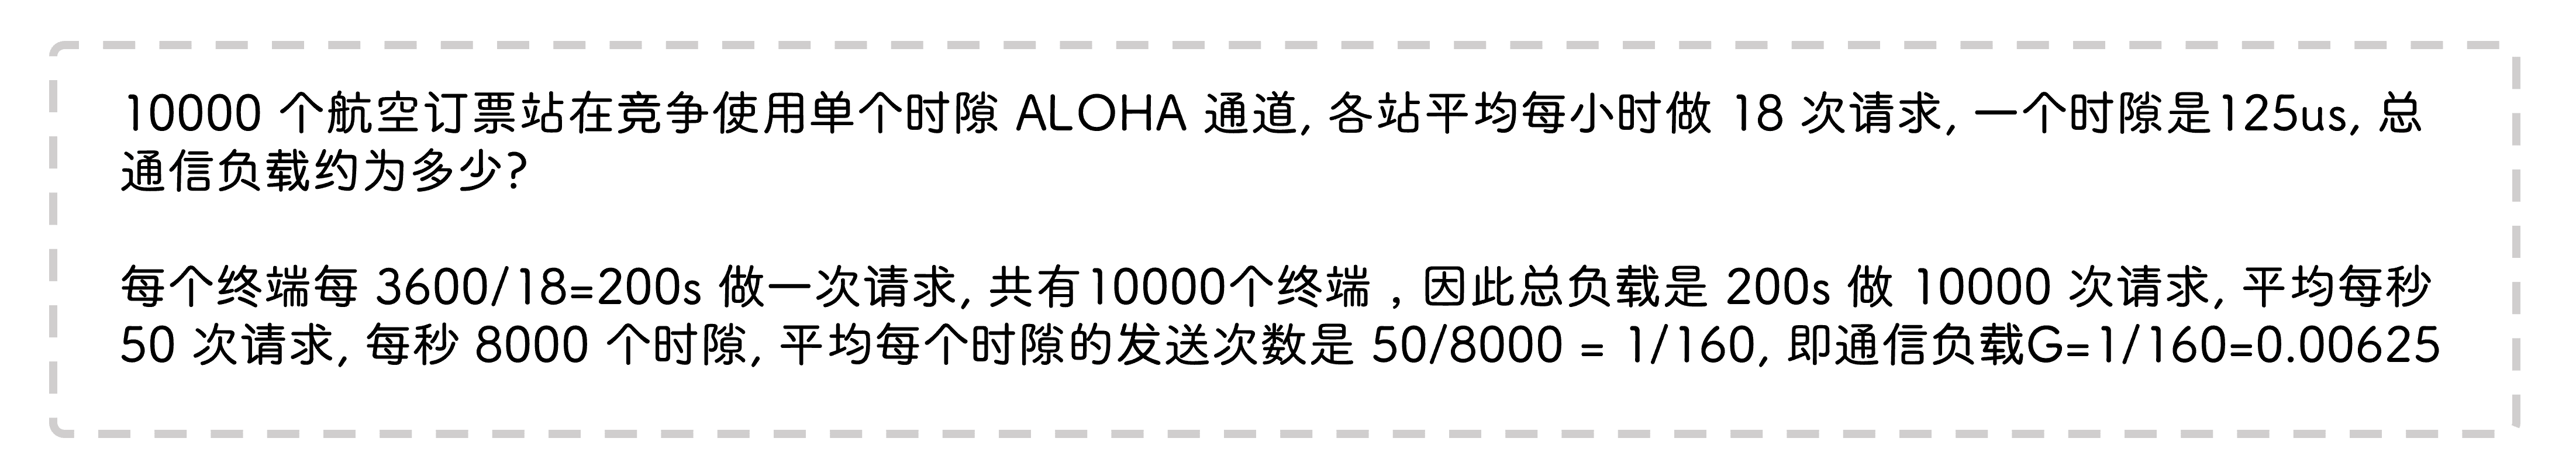 10000 个航空订票站在竞争使用单个时隙 ALOHA 通道, 各站平均每小时做 18 次请求, 一个时隙是125us, 总
通信负载约为多少?
每个终端每 3600/18=200s 做一次请求, 共有10000个终端 , 因此总负载是 200s 做 10000 次请求, 平均每秒
50 次请求, 每秒 8000 个时隙, 平均每个时隙的发送次数是 50/8000 = 1/160, 即通信负载G=1/160=0.00625